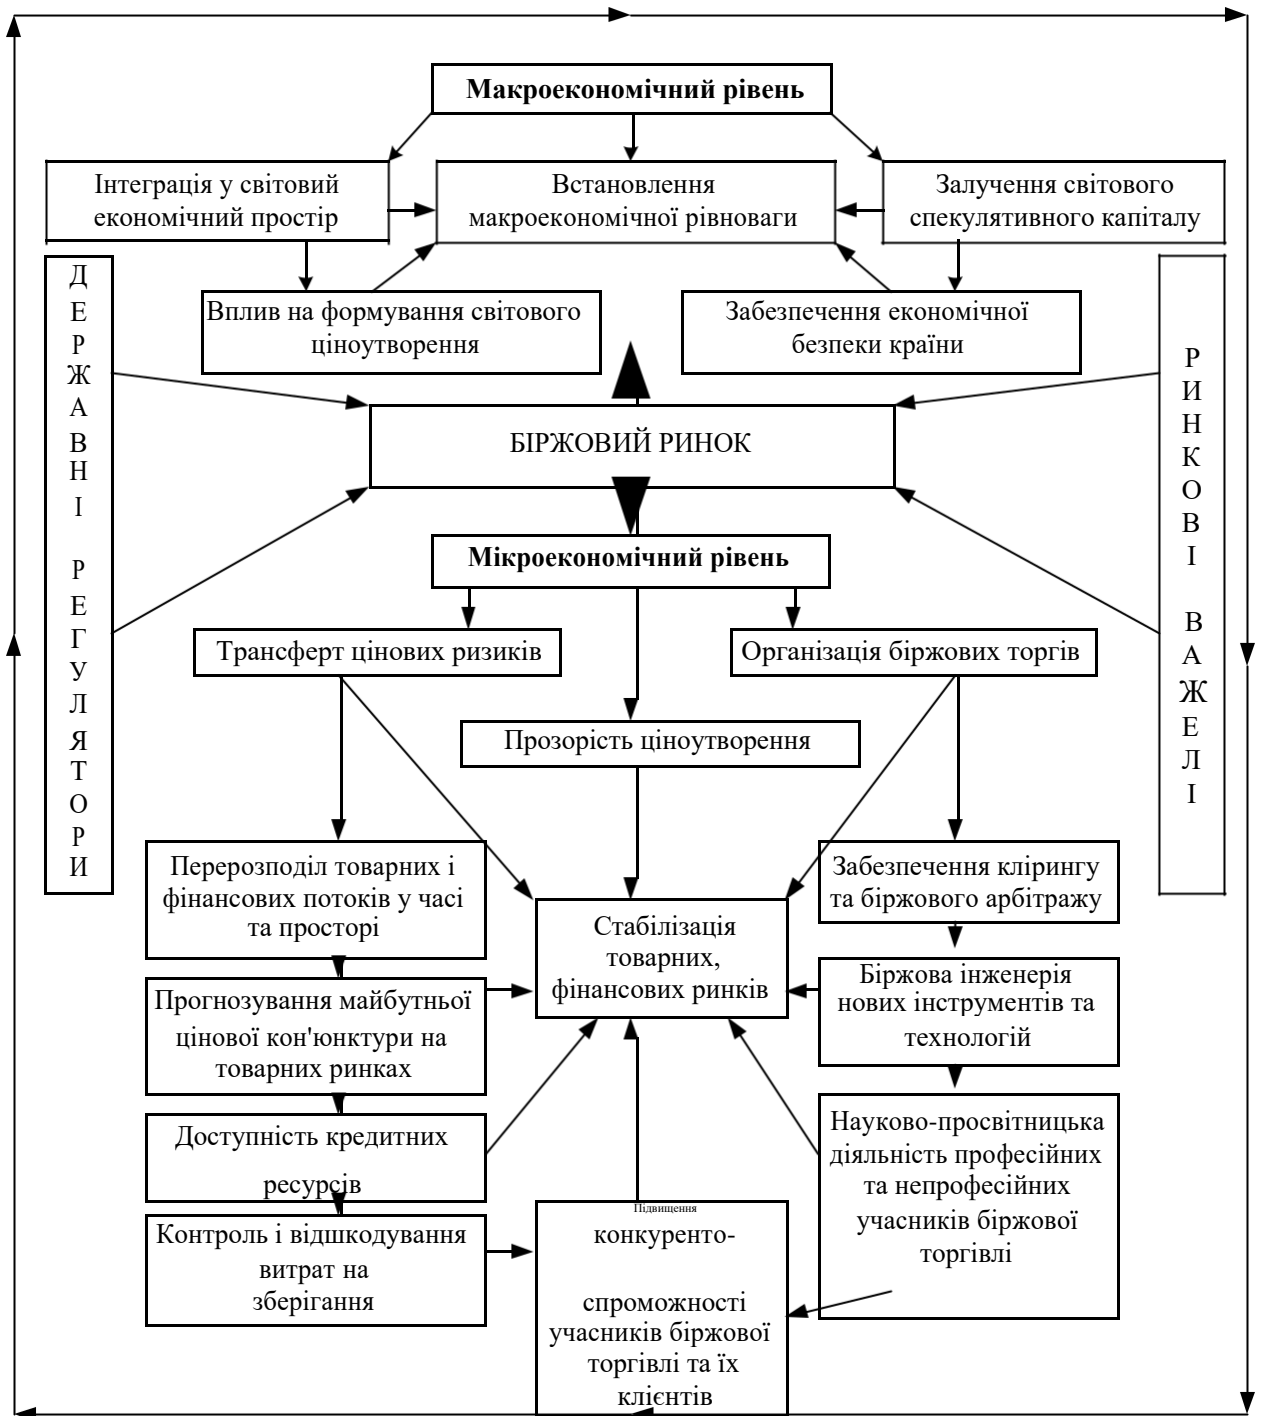 Макроекономічний рівень
Інтеграція у світовий
економічний простір
Встановлення
макроекономічної рівноваги
Залучення світового
спекулятивного капіталу
Вплив на формування світового
ціноутворення
Забезпечення економічної
безпеки країни
ДЕРЖАВНІ РЕГУЛЯТОРИ
БІРЖОВИЙ РИНОК
РИНКОВІ ВАЖЕЛІ
Мікроекономічний рівень
Трансферт цінових ризиків
Організація біржових торгів
Прозорість ціноутворення
Перерозподіл товарних і
фінансових потоків у часі
та просторі
Забезпечення клірингу
та біржового арбітражу
Стабілізація
товарних,
фінансових ринків
Прогнозування майбутньої
цінової кон'юнктури на
товарних ринках
Біржова інженерія
нових інструментів та
технологій
Доступність кредитних
ресурсів
Науково-просвітницька
діяльність професійних
та непрофесійних
учасників біржової
торгівлі
Контроль і відшкодування
витрат на
зберігання
Підвищення
конкуренто-
спроможності
учасників біржової
торгівлі та їх
клієнтів